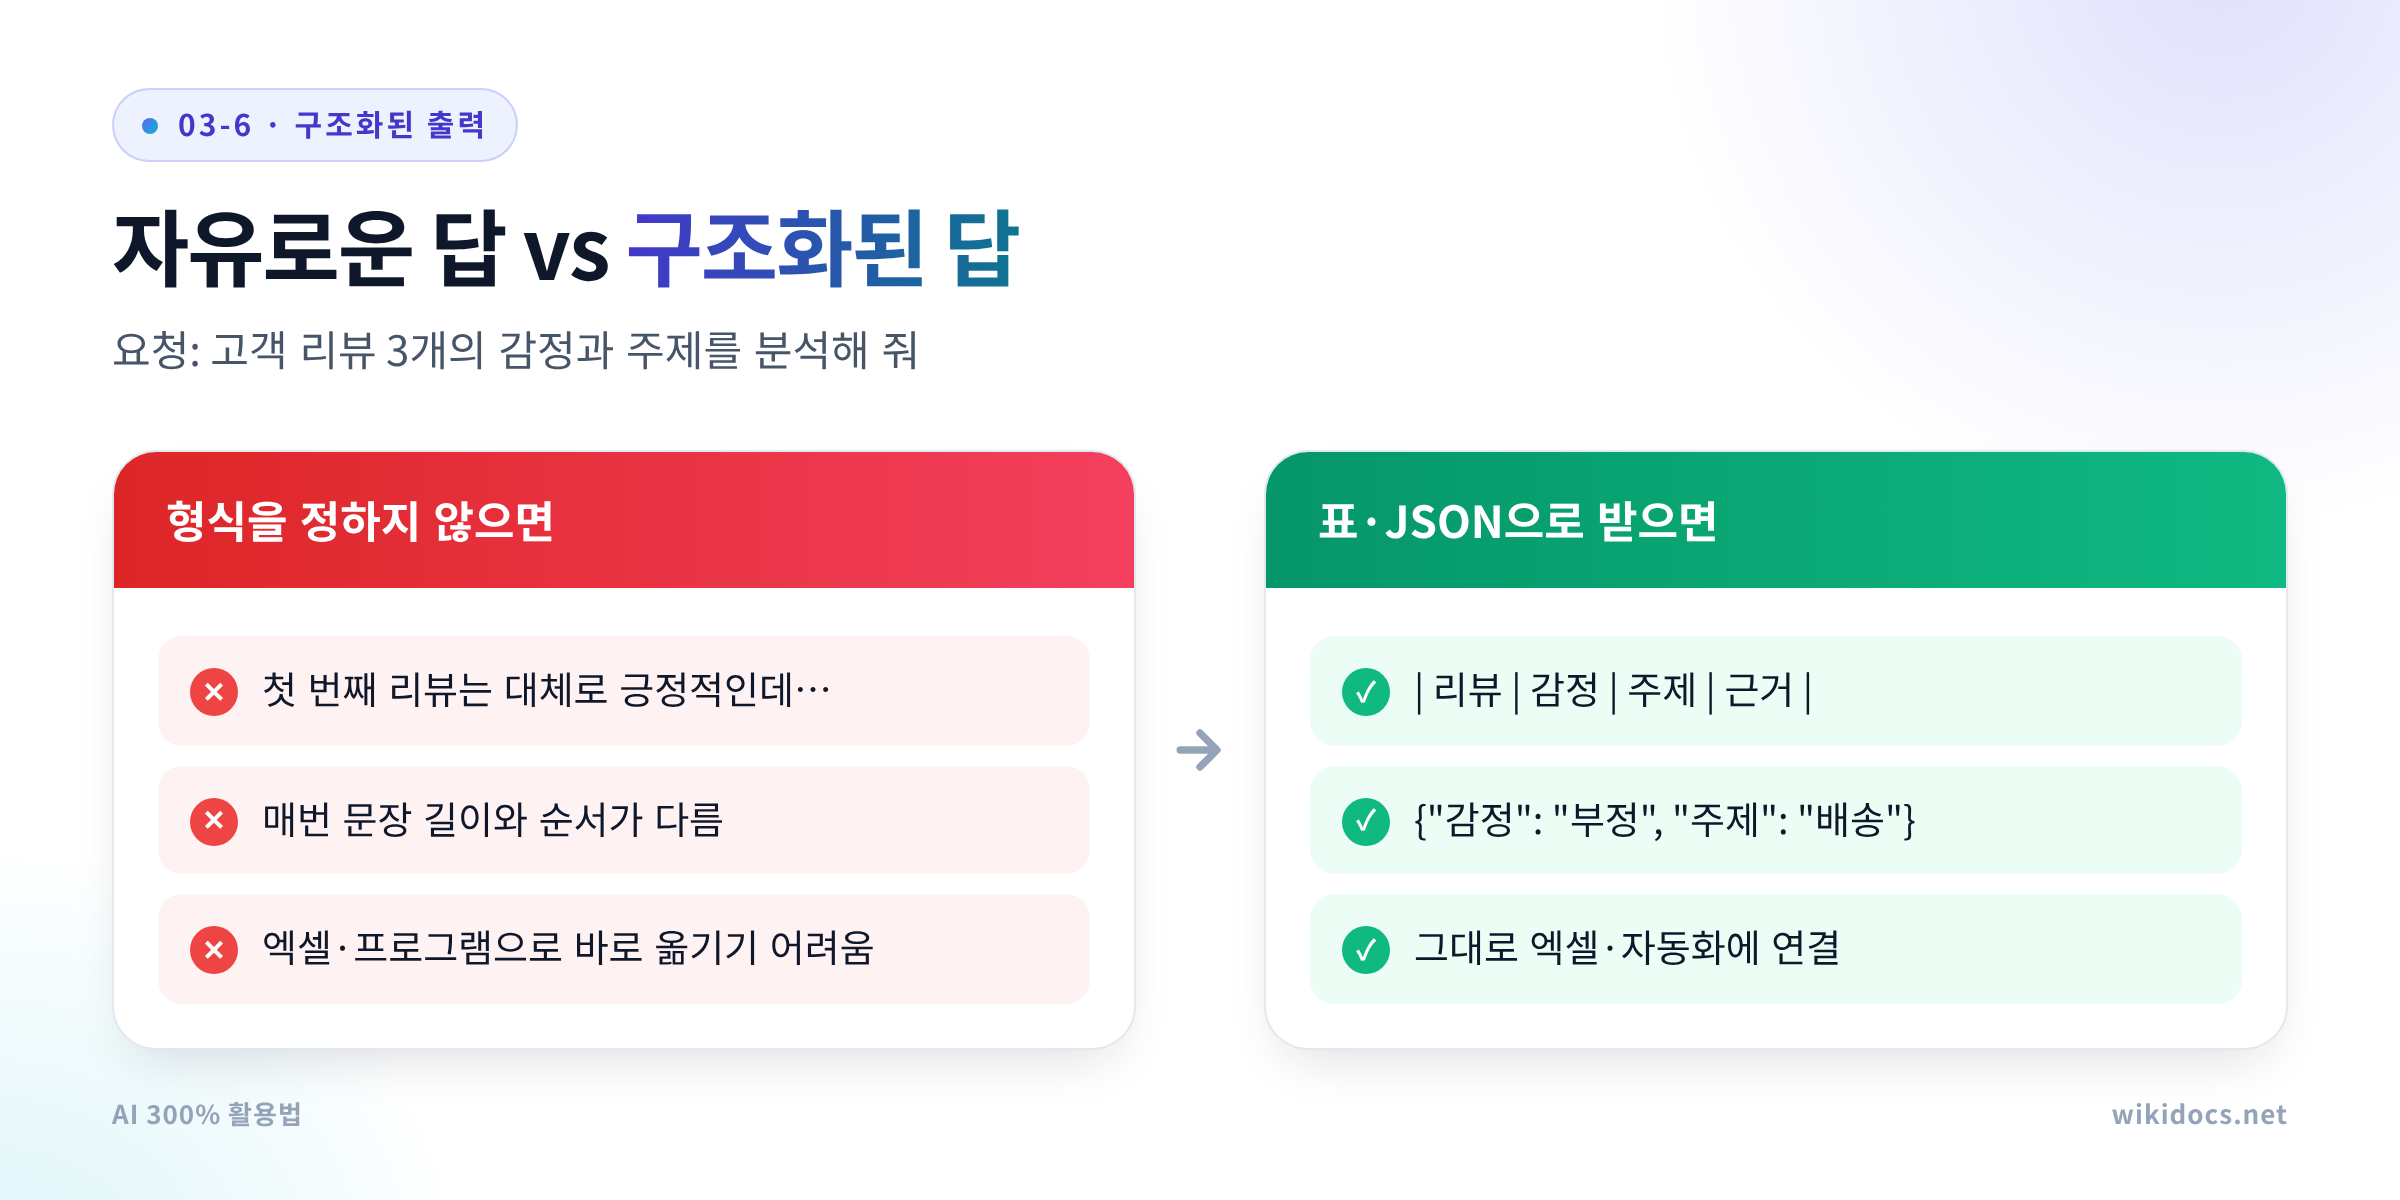 03-6 · 구조화된 출력
자유로운 답 vs 구조화된 답
요청: 고객 리뷰 3개의 감정과 주제를 분석해 줘
형식을 정하지 않으면
첫 번째 리뷰는 대체로 긍정적인데…
매번 문장 길이와 순서가 다름
엑셀·프로그램으로 바로 옮기기 어려움
표·JSON으로 받으면
| 리뷰 | 감정 | 주제 | 근거 |
{"감정": "부정", "주제": "배송"}
그대로 엑셀·자동화에 연결
AI 300% 활용법
wikidocs.net